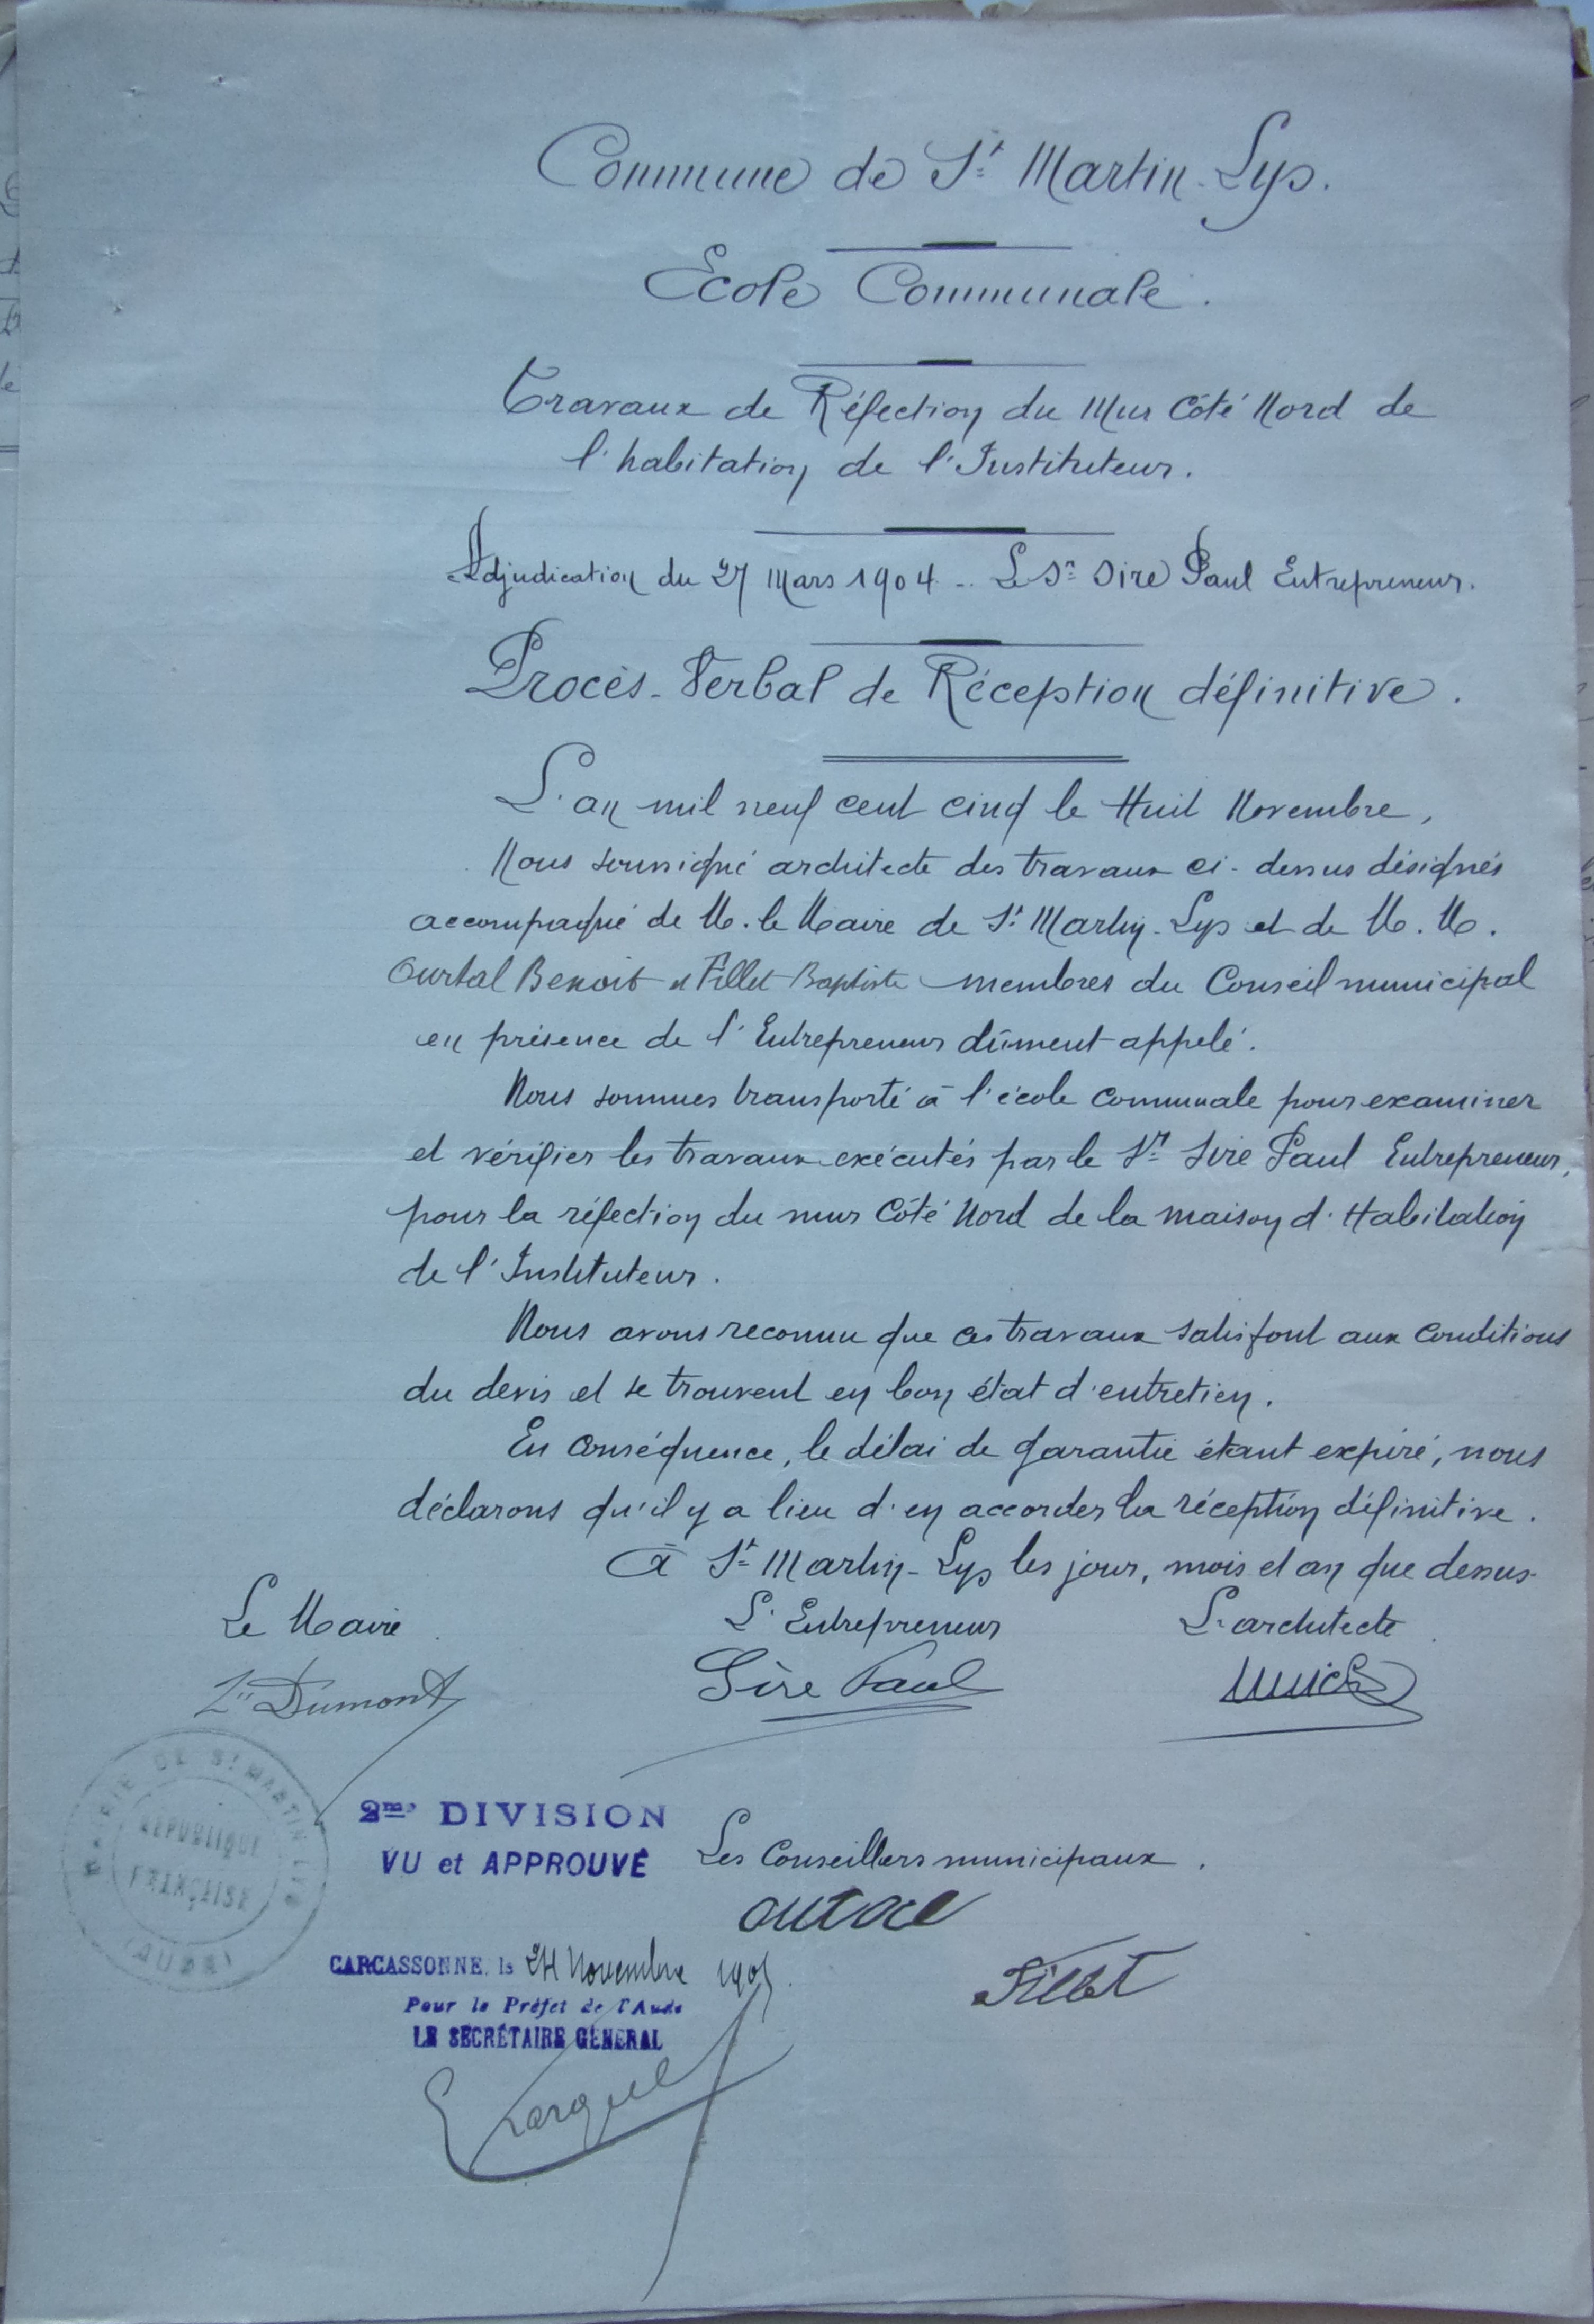 Commune de St Martin-Lys.
Ecole Communale.
Travaux de Réfection du Mur Côté Nord de
l'habitation de l'Instituteur.
Adjudication du 27 Mars 1904 - Le Sr Sire Paul Entrepreneur.
Procès-Verbal de Réception définitive.
L'an mil neuf cent cinq le Huit Novembre,
Nous soussigné architecte des travaux ci-dessus désignés
accompagné de M. le Maire de St Martin-Lys et de M. M.
Ourtal Benoit et Fillet Baptiste membres du Conseil municipal
en présence de l'Entrepreneur dûment appelé.
Nous sommes transporté à l'école communale pour examiner
et vérifier les travaux exécutés par le Sr Sire Paul Entrepreneur,
pour la réfection du mur Côté Nord de la maison d'Habitation
de l'Instituteur.
Nous avons reconnu que ces travaux satisfont aux conditions
du devis et se trouvent en bon état d'entretien.
En conséquence, le délai de garantie étant expiré, nous
déclarons qu'il y a lieu d'en accorder la réception définitive.
à St Martin-Lys les jour, mois et an que dessus
Le Maire L'Entrepreneur L'architecte
Dumont Sire Paul
MAIRIE DE St MARTIN LYS
RÉPUBLIQUE
FRANÇAISE
(AUDE)
2me DIVISION
VU et APPROUVÉ
Les Conseillers municipaux.
CARCASSONNE, le 24 Novembre 1905.
Fillet
Pour le Préfet de l'Aude
LE SECRÉTAIRE GÉNÉRAL